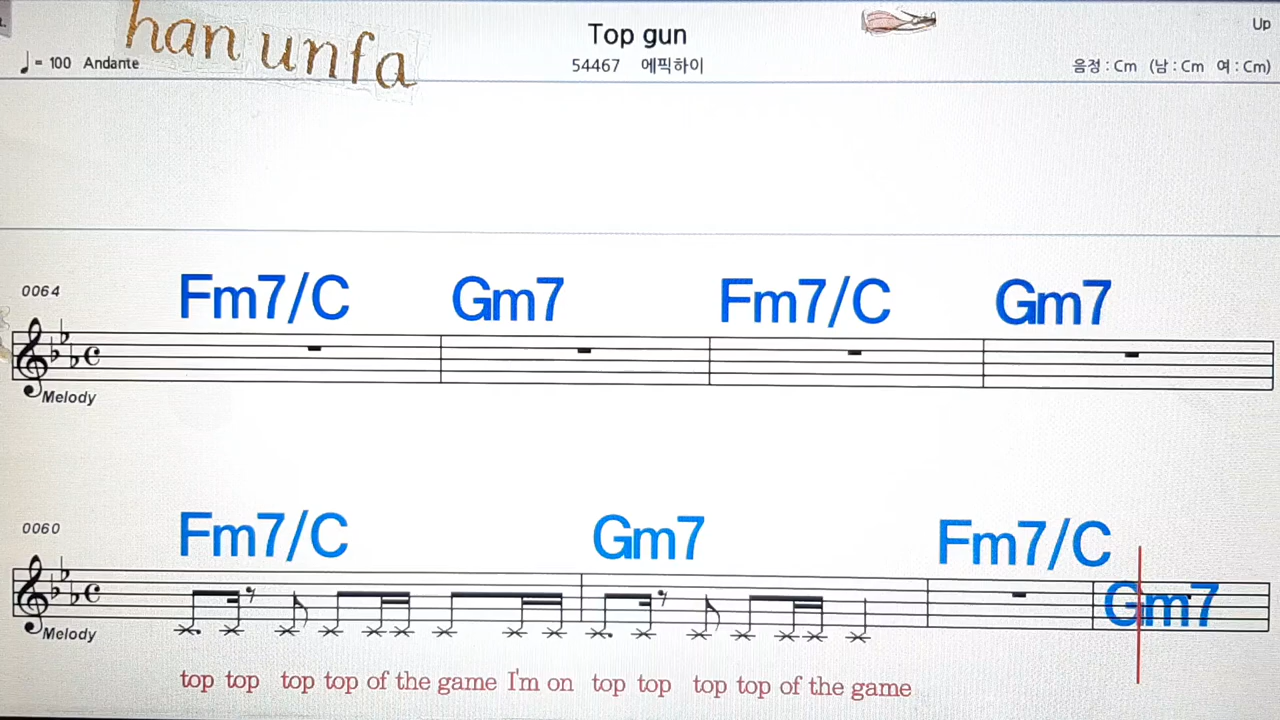 han unfa
Top gun
Up
♩ = 100 Andante
54467 에픽하이
음정 : Cm (남 : Cm 여 : Cm)
0064
Fm7/C Gm7 Fm7/C Gm7
Melody
0060
Fm7/C Gm7 Fm7/C Gm7
Melody
top top top top of the game I'm on top top top top of the game